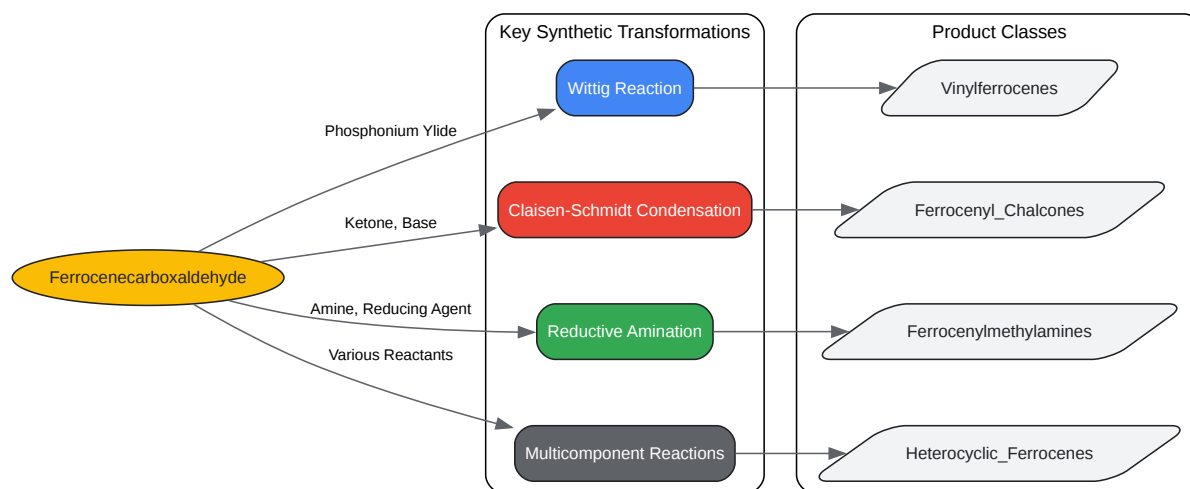 Key Synthetic Transformations
Product Classes
Wittig Reaction
Vinylferrocenes
Phosphonium Ylide
Claisen-Schmidt Condensation
Ferrocenyl_Chalcones
Ketone, Base
Ferrocenecarboxaldehyde
Amine, Reducing Agent
Reductive Amination
Ferrocenylmethylamines
Various Reactants
Multicomponent Reactions
Heterocyclic_Ferrocenes